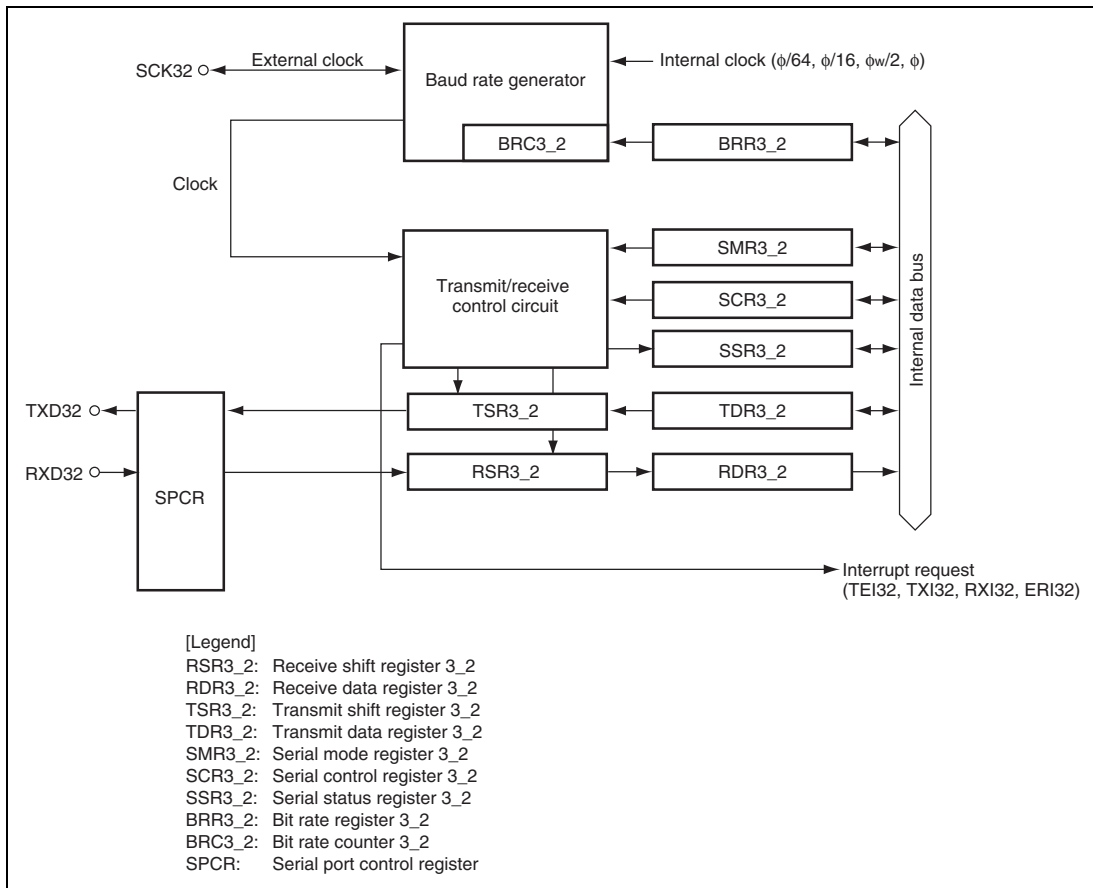 SCK32
External clock
Baud rate generator
Internal clock (ϕ/64, ϕ/16, ϕw/2, ϕ)
BRC3_2
BRR3_2
Clock
Transmit/receive
control circuit
SMR3_2
SCR3_2
SSR3_2
Internal data bus
TXD32
TSR3_2
TDR3_2
RXD32
SPCR
RSR3_2
RDR3_2
Interrupt request
(TEI32, TXI32, RXI32, ERI32)
[Legend]
RSR3_2: Receive shift register 3_2
RDR3_2: Receive data register 3_2
TSR3_2: Transmit shift register 3_2
TDR3_2: Transmit data register 3_2
SMR3_2: Serial mode register 3_2
SCR3_2: Serial control register 3_2
SSR3_2: Serial status register 3_2
BRR3_2: Bit rate register 3_2
BRC3_2: Bit rate counter 3_2
SPCR: Serial port control register